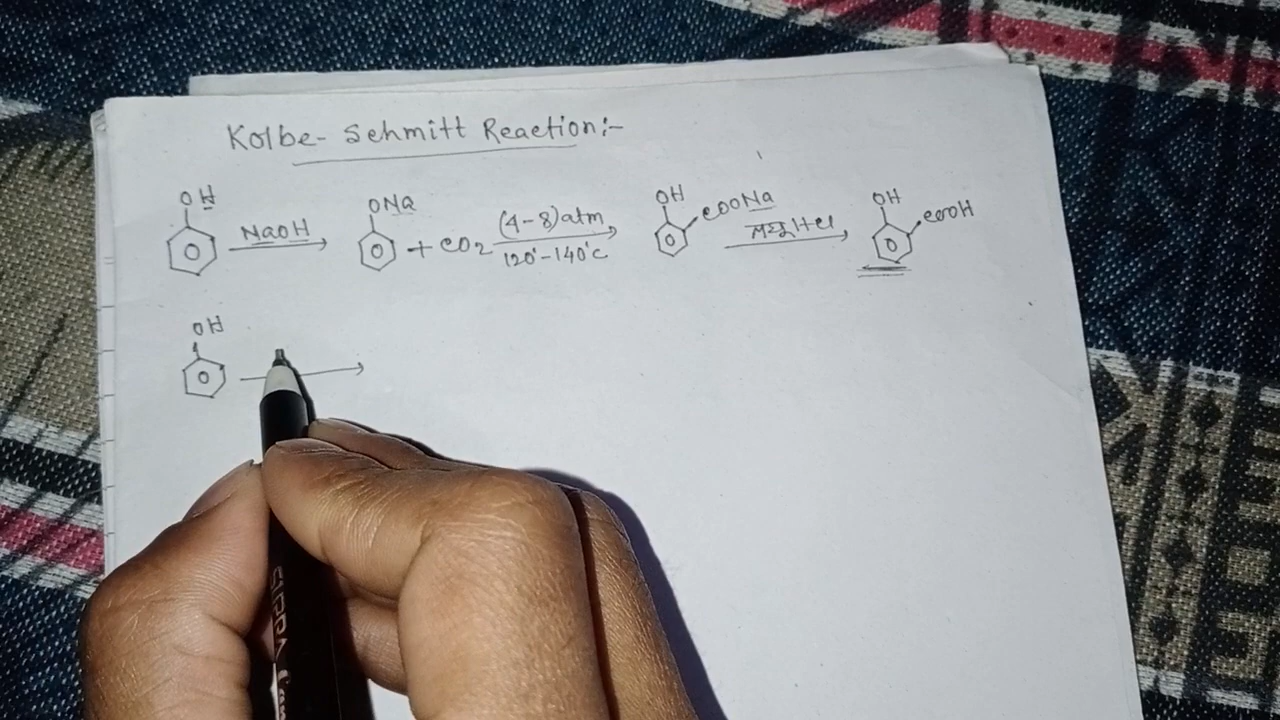 Kolbe- Schmitt Reaction:-
OH NaOH ONa + CO2 (4-8)atm 120°-140°C OH COONa লঘু HCl OH COOH
OH